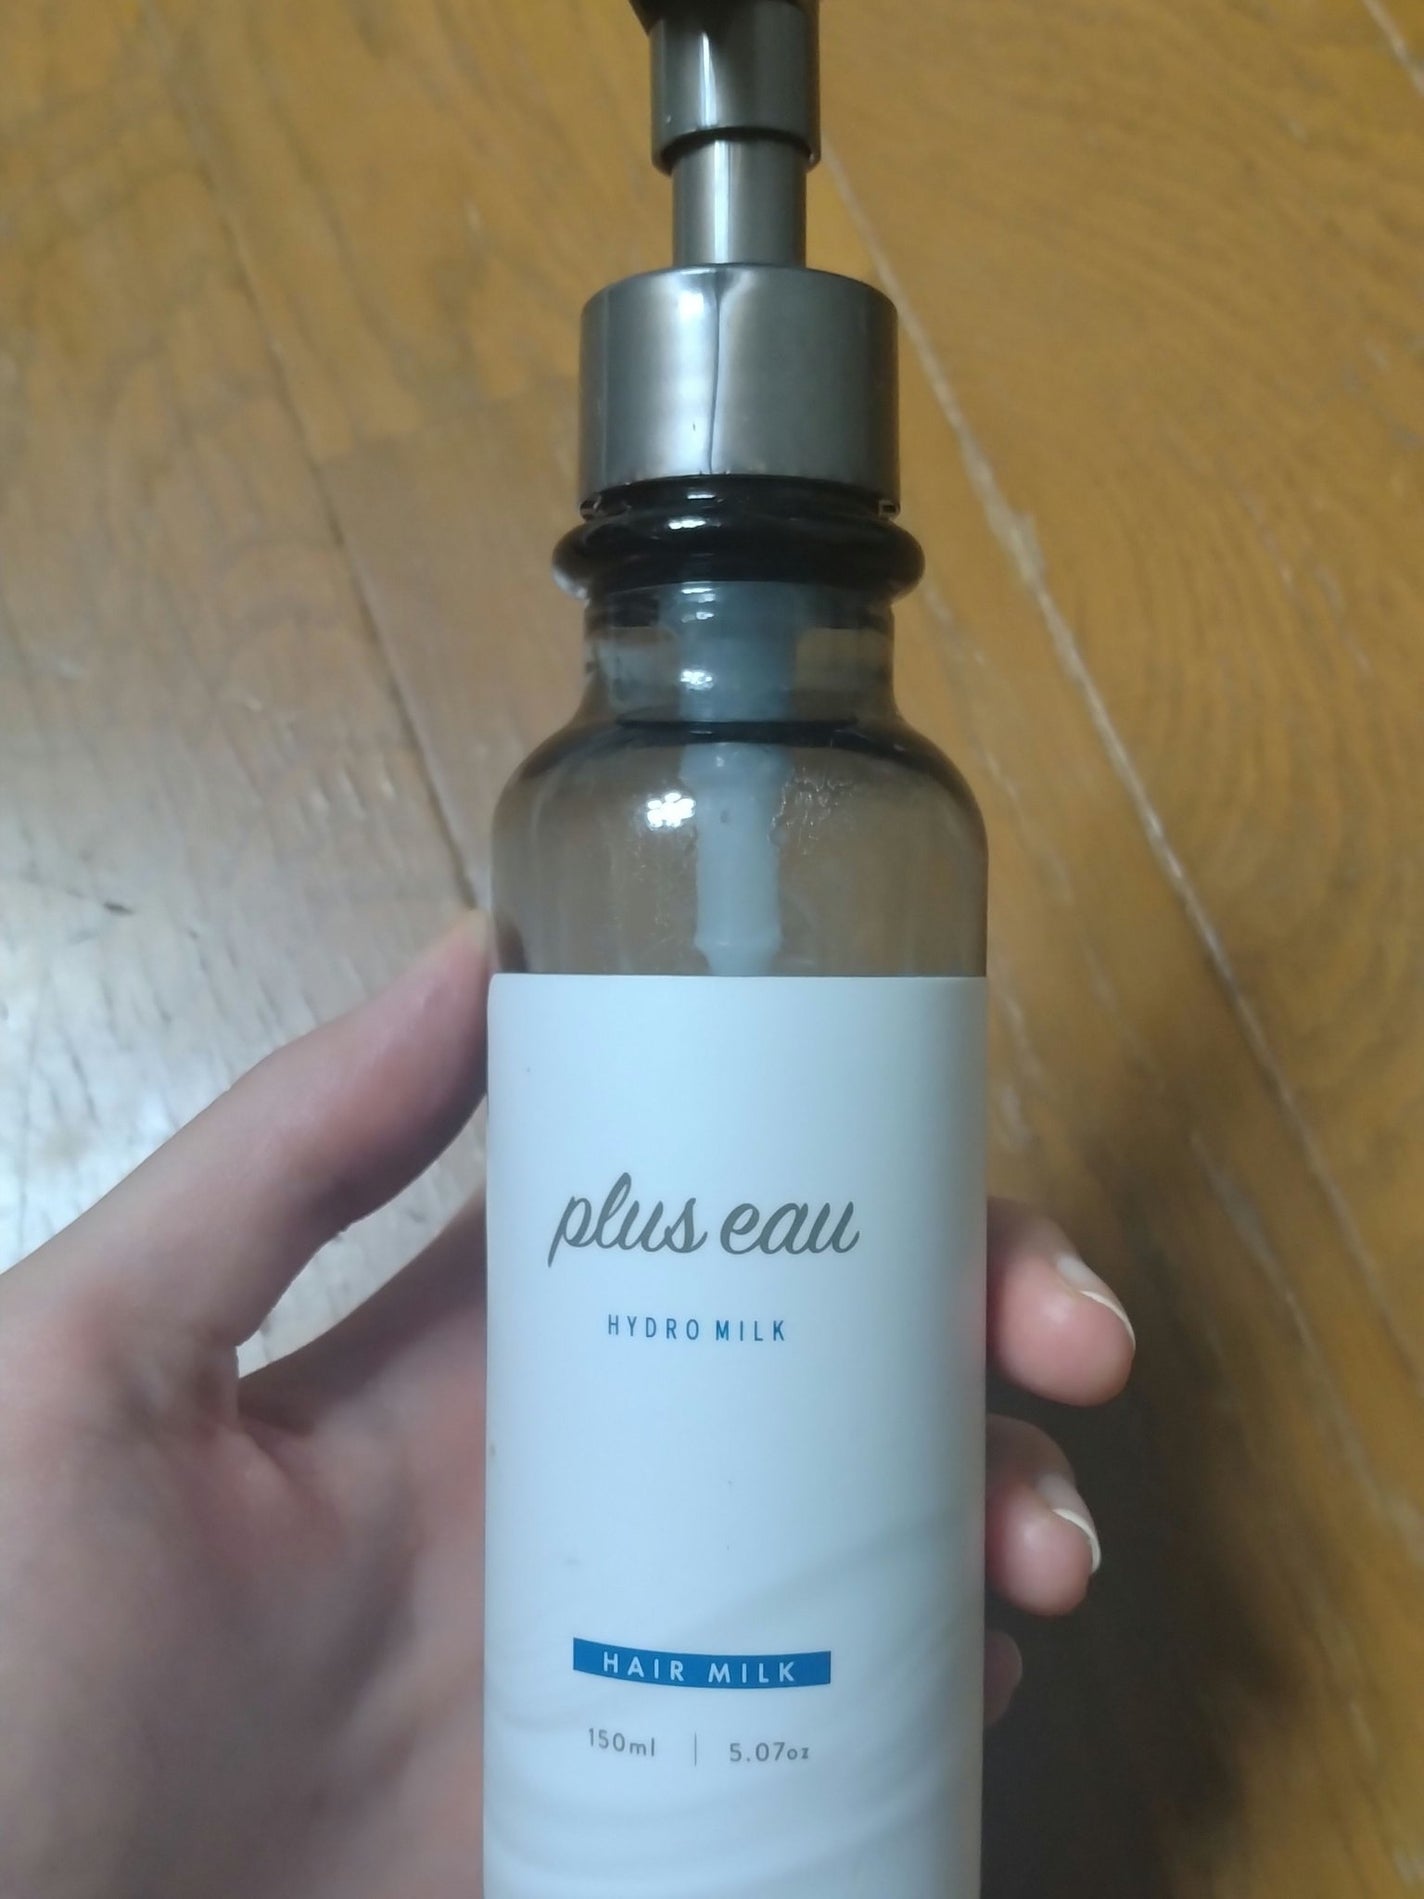 plus eau
HYDRO MILK
HAIR MILK
150ml | 5.07oz